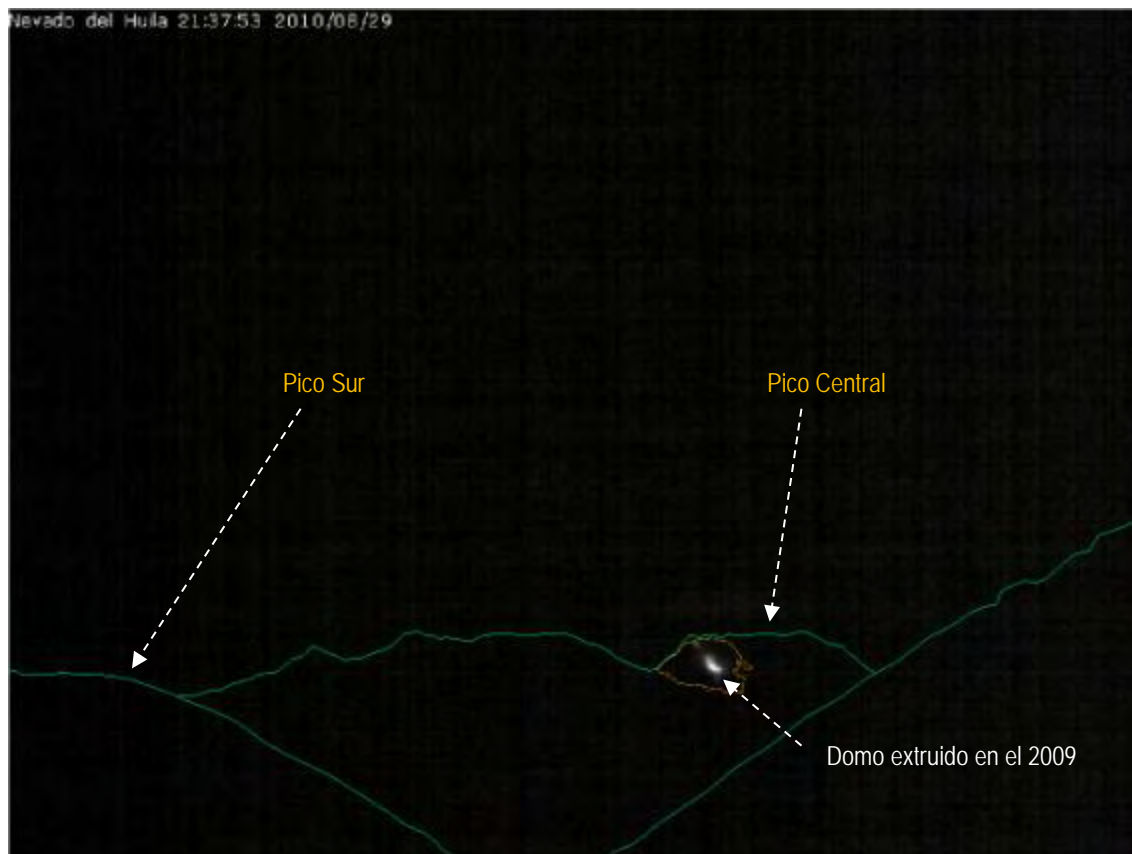 Nevado del Huila 21:37:53 2010/08/29
Pico Sur
Pico Central
Domo extruido en el 2009